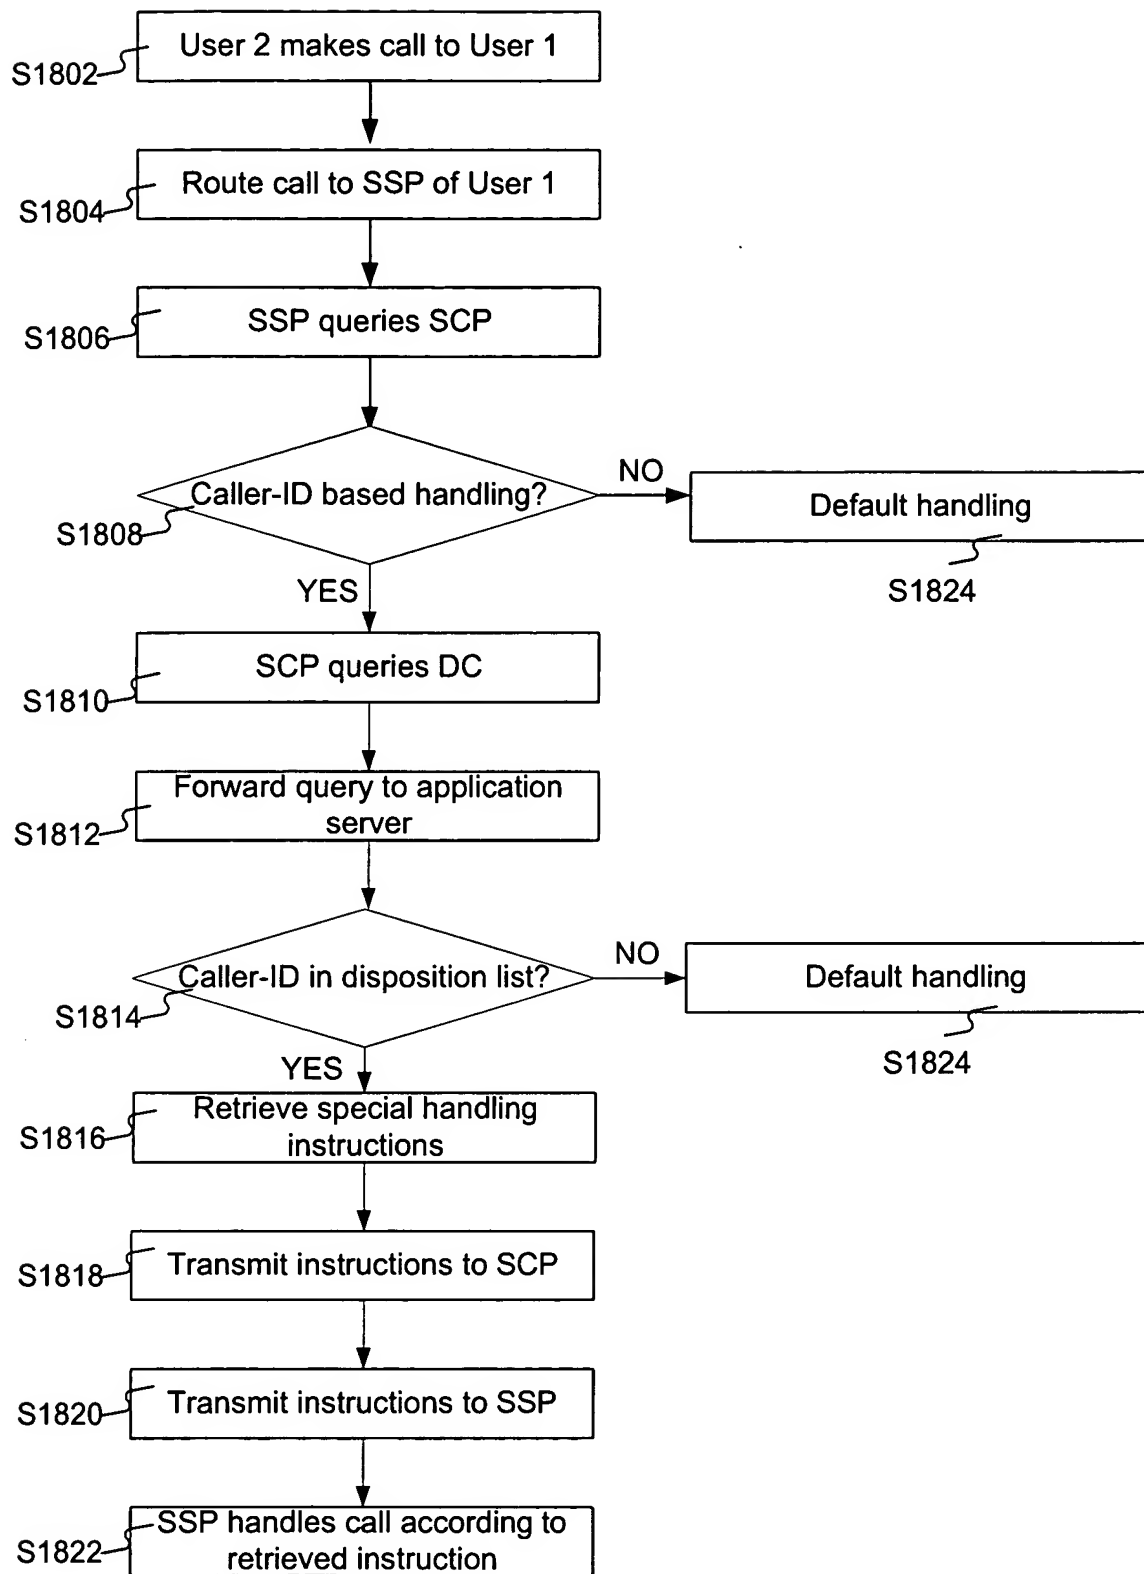 User 2 makes call to User 1
S1802
Route call to SSP of User 1
S1804
SSP queries SCP
S1806
Caller-ID based handling?
NO
Default handling
S1808
S1824
YES
SCP queries DC
S1810
Forward query to application
server
S1812
Caller-ID in disposition list?
NO
Default handling
S1814
S1824
YES
Retrieve special handling
instructions
S1816
Transmit instructions to SCP
S1818
Transmit instructions to SSP
S1820
SSP handles call according to
retrieved instruction
S1822